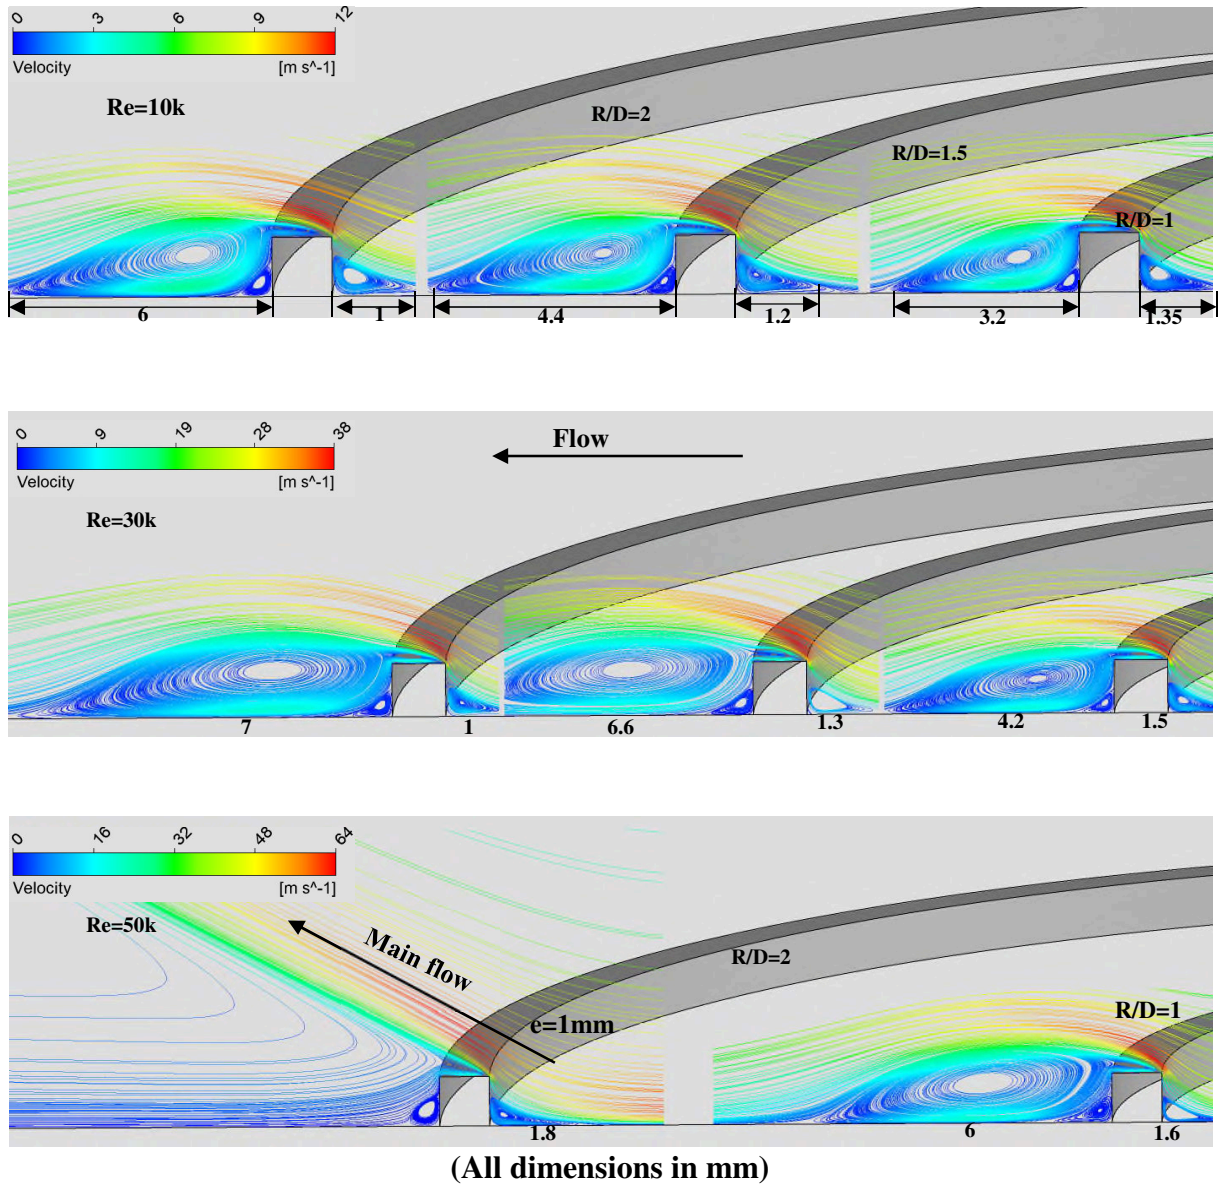 0 3 6 9 12
Velocity [m s^-1]
Re=10k
R/D=2
R/D=1.5
R/D=1
6 1 4.4 1.2 3.2 1.35
0 9 19 28 38
Velocity [m s^-1]
Flow
Re=30k
7 1 6.6 1.3 4.2 1.5
0 16 32 48 64
Velocity [m s^-1]
Re=50k
Main flow
R/D=2
e=1mm
R/D=1
1.8 6 1.6
(All dimensions in mm)